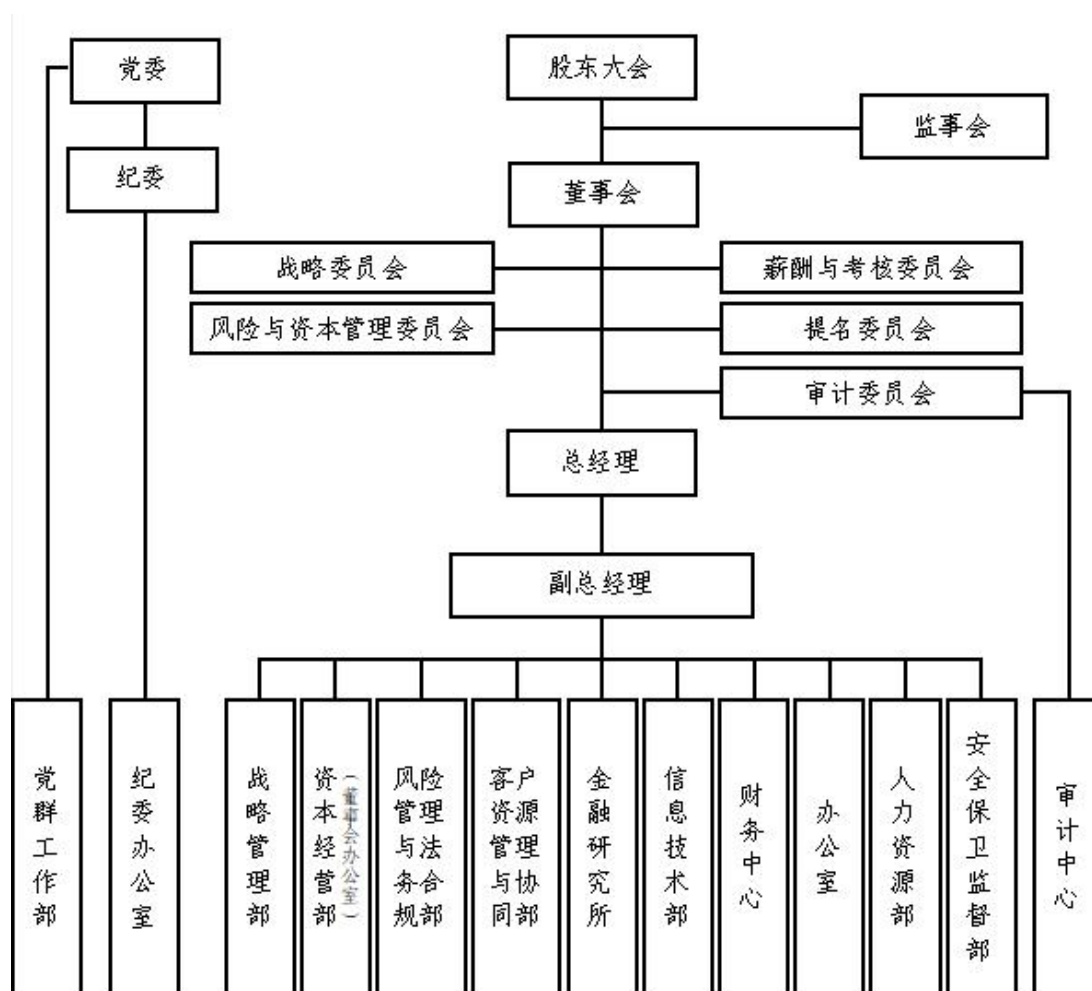 党委
股东大会
监事会
纪委
董事会
战略委员会
薪酬与考核委员会
风险与资本管理委员会
提名委员会
审计委员会
总经理
副总经理
党群工作部
纪委办公室
战略管理部
资本经营部
（董事会办公室）
风险管理与法务合规部
客户资源管理与协同部
金融研究所
信息技术部
财务中心
办公室
人力资源部
安全保卫监督部
审计中心